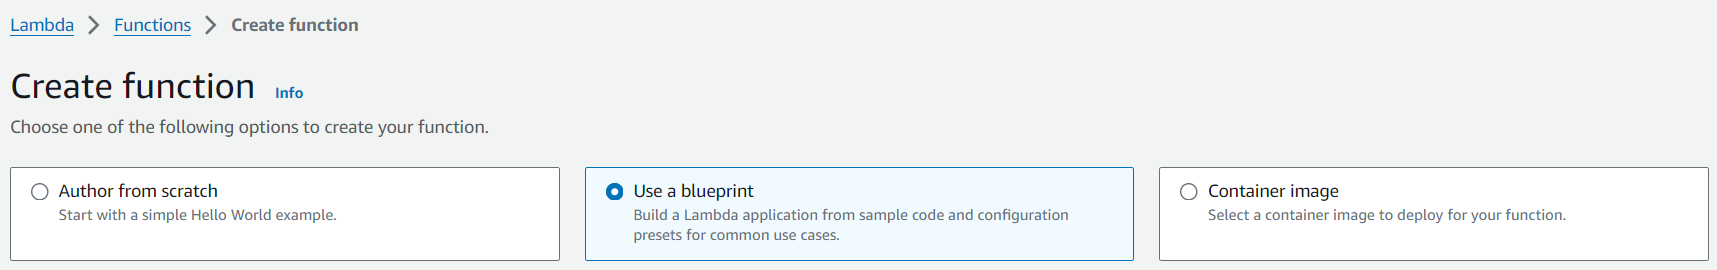 Lambda > Functions > Create function
Create function Info
Choose one of the following options to create your function.
Author from scratch
Start with a simple Hello World example.
Use a blueprint
Build a Lambda application from sample code and configuration
presets for common use cases.
Container image
Select a container image to deploy for your function.